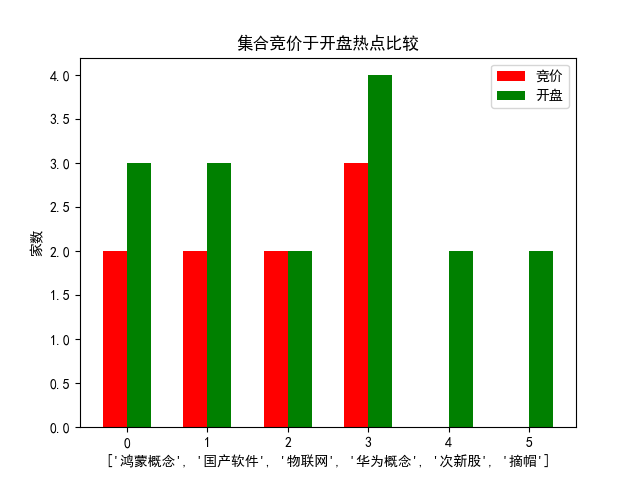 集合竞价于开盘热点比较
竞价
开盘
家数
4.0
3.5
3.0
2.5
2.0
1.5
1.0
0.5
0.0
0 1 2 3 4 5
['鸿蒙概念', '国产软件', '物联网', '华为概念', '次新股', '摘帽']